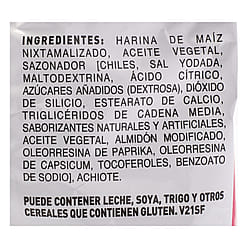 INGREDIENTES: HARINA DE MAÍZ
NIXTAMALIZADO, ACEITE VEGETAL,
SAZONADOR [CHILES, SAL YODADA,
MALTODEXTRINA, ÁCIDO CÍTRICO,
AZÚCARES AÑADIDOS (DEXTROSA), DIÓXIDO
DE SILICIO, ESTEARATO DE CALCIO,
TRIGLICÉRIDOS DE CADENA MEDIA,
SABORIZANTES NATURALES Y ARTIFICIALES,
ACEITE VEGETAL, ALMIDÓN MODIFICADO,
OLEORRESINA DE PAPRIKA, OLEORRESINA
DE CAPSICUM, TOCOFEROLES, BENZOATO
DE SODIO], ACHIOTE.
PUEDE CONTENER LECHE, SOYA, TRIGO Y OTROS
CEREALES QUE CONTIENEN GLUTEN. V21SF